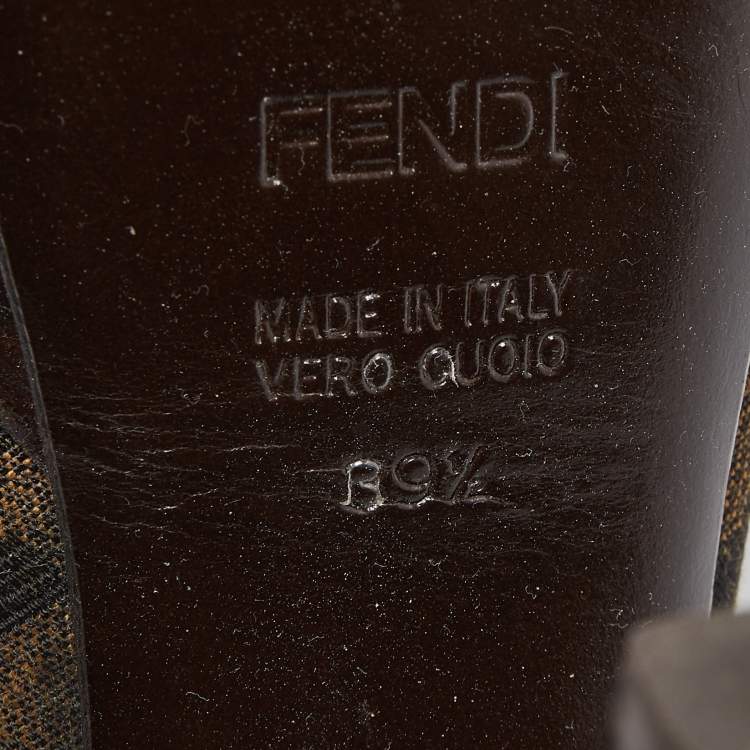 FENDI
MADE IN ITALY
VERO CUOIO
39½